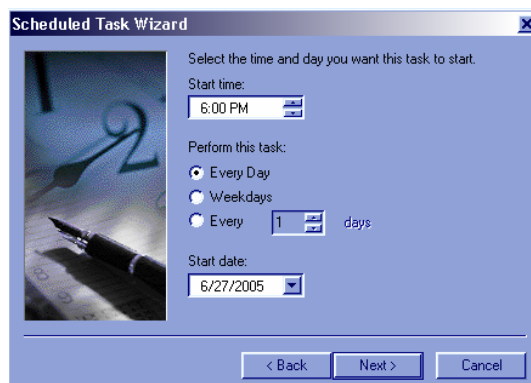 Scheduled Task Wizard
Select the time and day you want this task to start.
Start time:
6:00 PM
Perform this task:
Every Day
Weekdays
Every 1 days
Start date:
6/27/2005
< Back Next > Cancel